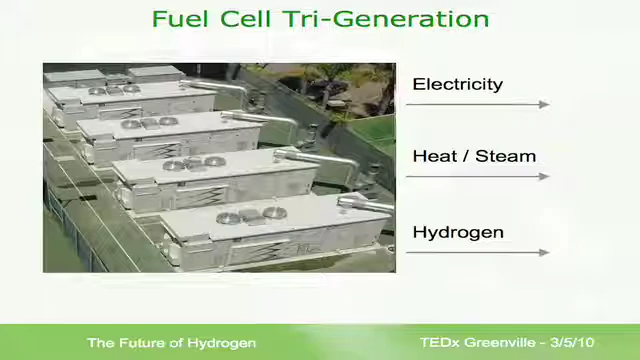 Fuel Cell Tri-Generation
Electricity
Heat / Steam
Hydrogen
The Future of Hydrogen
TEDx Greenville - 3/5/10